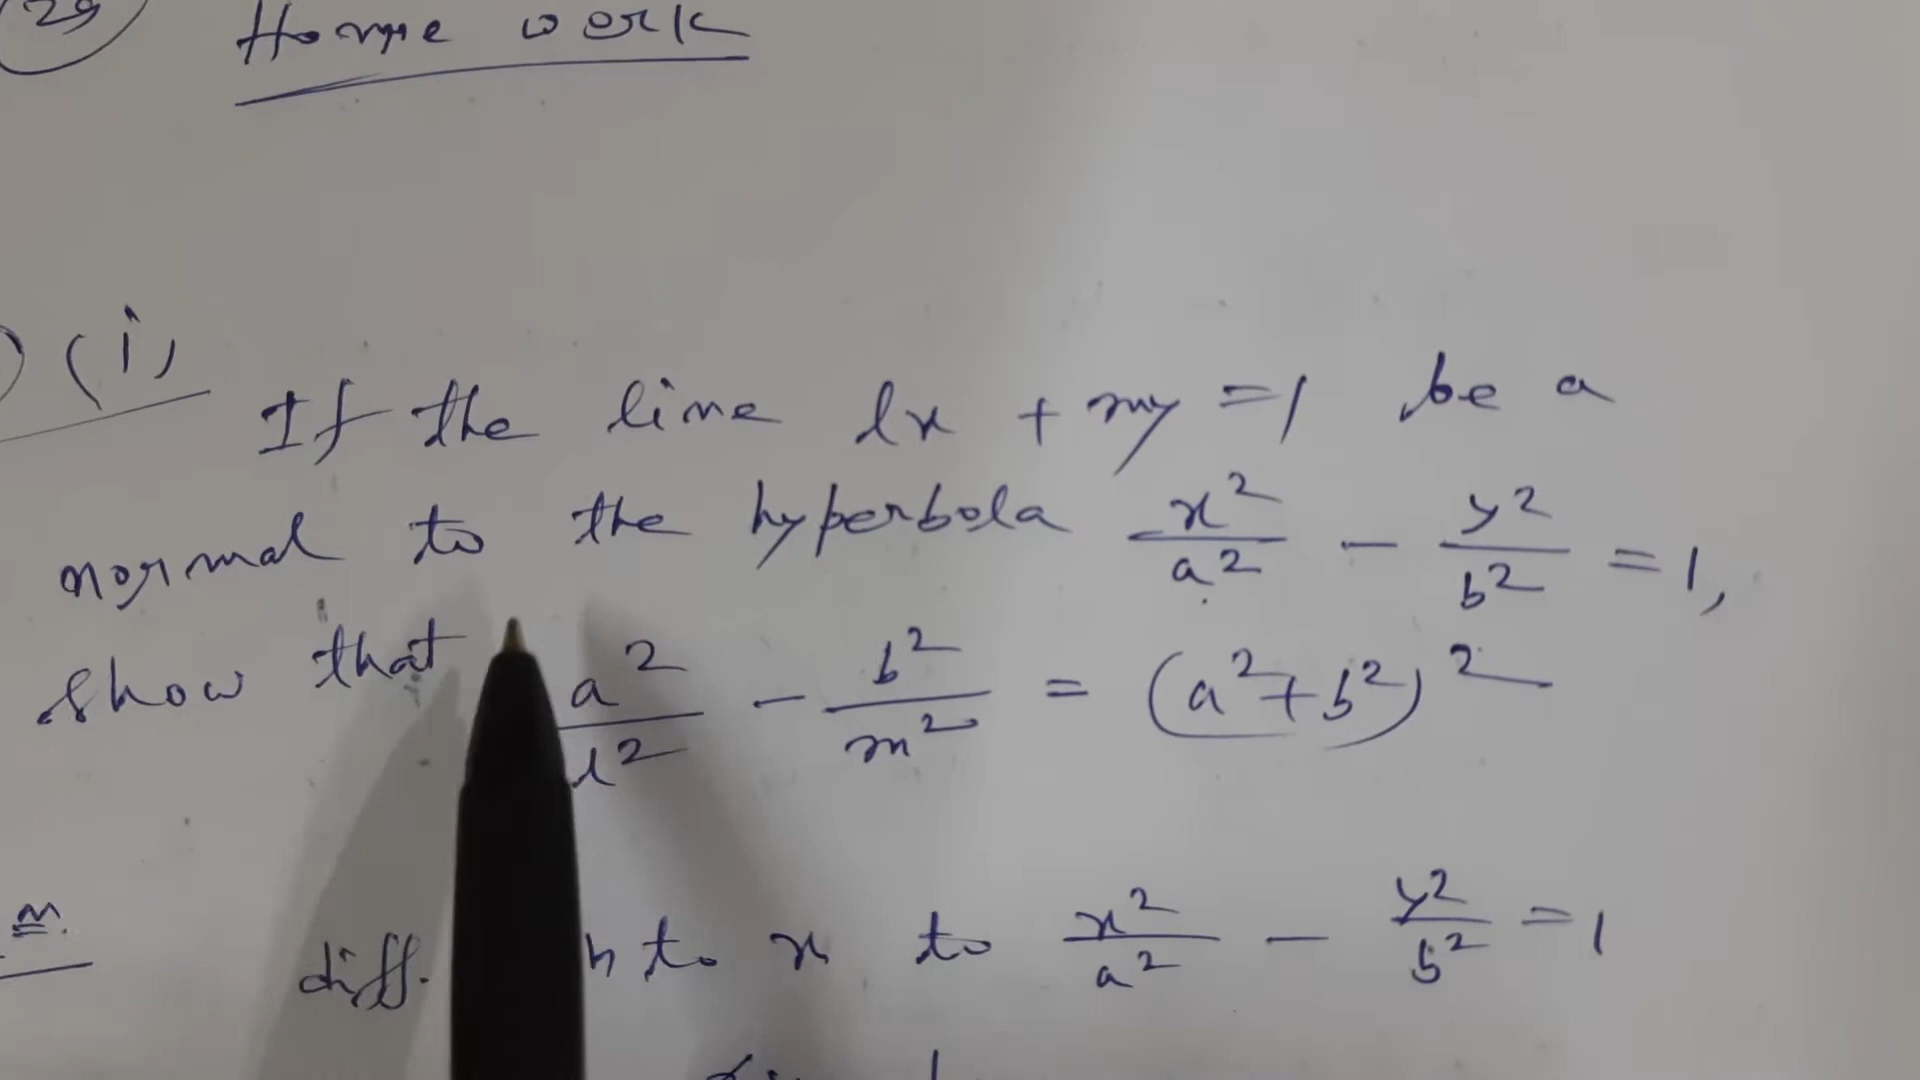 29
Home work
(i)
If the line lx + my = 1 be a
normal to the hyperbola x²/a² - y²/b² = 1,
show that a²/l² - b²/m² = (a²+b²)²
diff. to x to x²/a² - y²/b² = 1